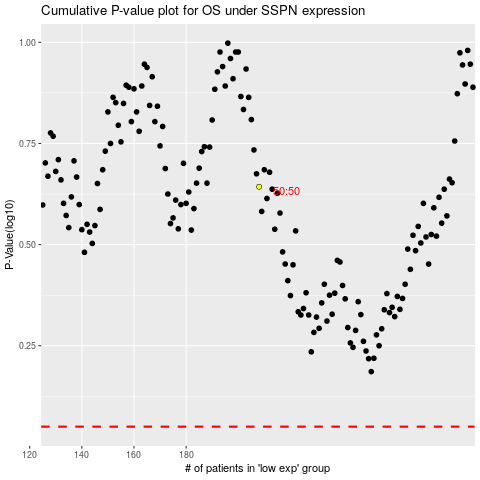 Cumulative P-value plot for OS under SSPN expression
P-Value(log10)
1.00
0.75
0.50
0.25
50:50
120 140 160 180
# of patients in 'low exp' group